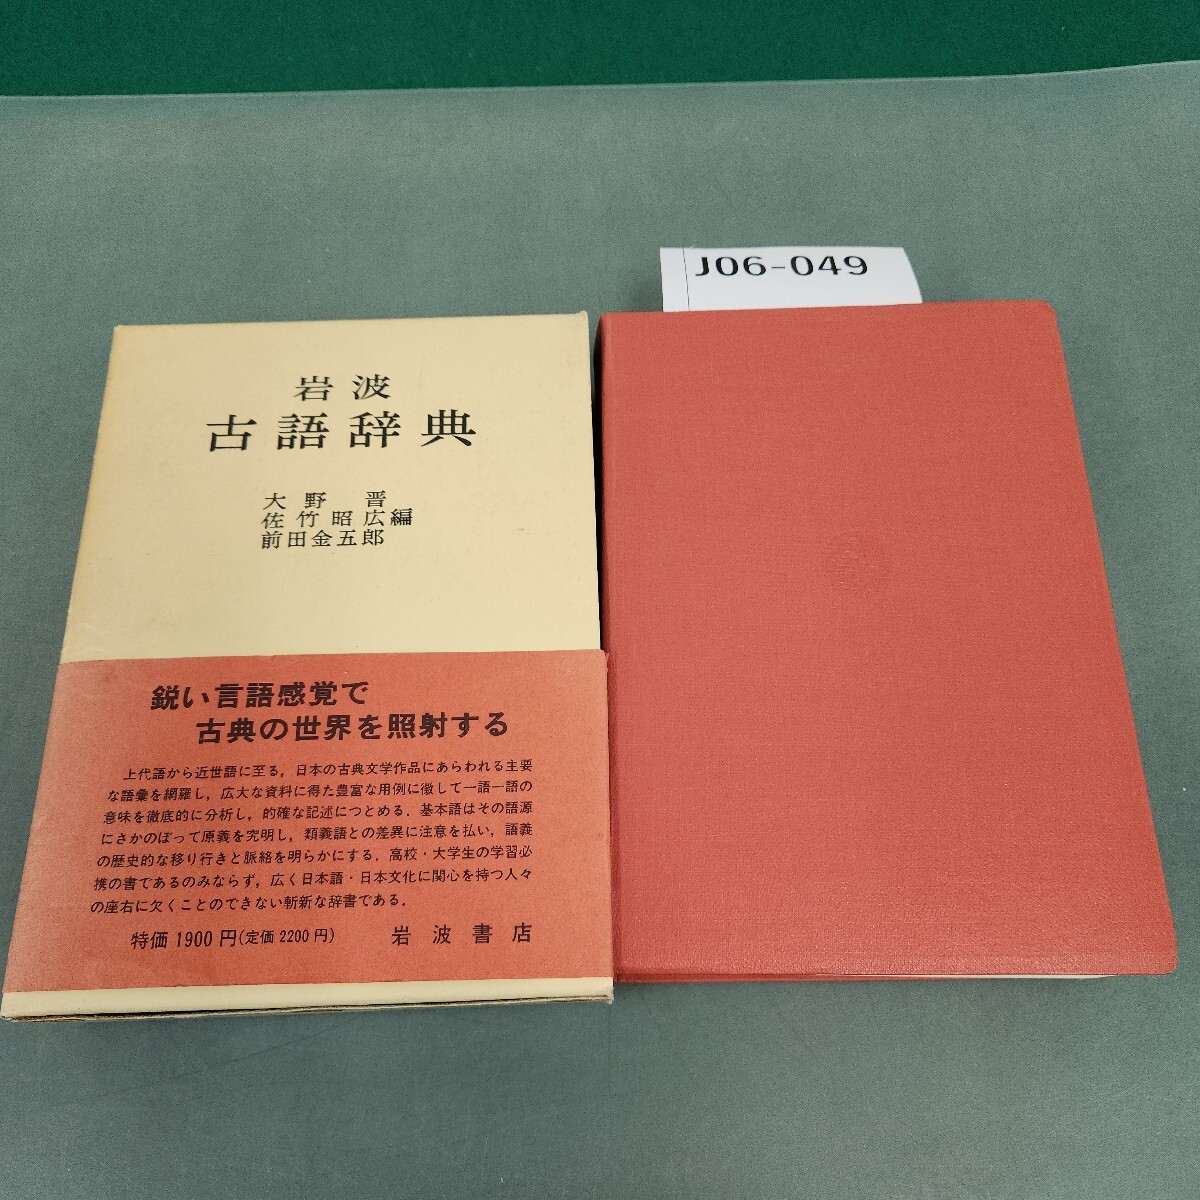 J06-049
岩波
古語辞典
大野 晋
佐竹昭広編
前田金五郎
鋭い言語感覚で
古典の世界を照射する
上代語から近世語に至る，日本の古典文学作品にあらわれる主要
な語彙を網羅し，広大な資料に得た豊富な用例に徴して一語一語の
意味を徹底的に分析し，的確な記述につとめる．基本語はその語源
にさかのぼって原義を究明し，類義語との差異に注意を払い，語義
の歴史的な移り行きと脈絡を明らかにする．高校・大学生の学習必
携の書であるのみならず，広く日本語・日本文化に関心を持つ人々
の座右に欠くことのできない斬新な辞書である．
特価 1900 円(定価 2200 円) 岩波書店